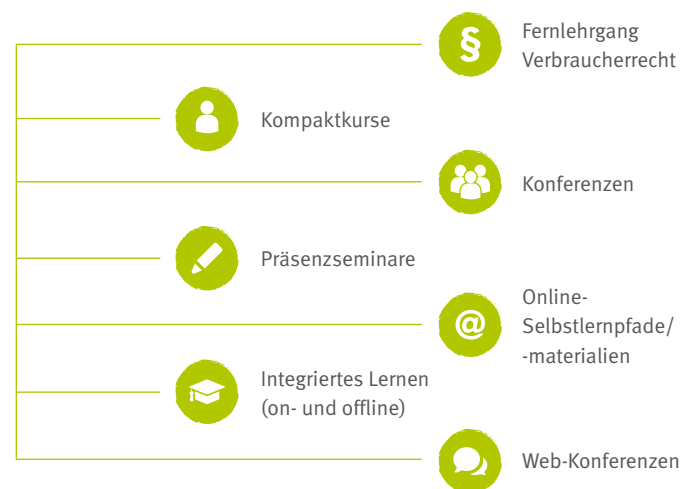 §
Fernlehrgang
Verbraucherrecht
Kompaktkurse
Konferenzen
Präsenzseminare
@
Online-
Selbstlernpfade/
-materialien
Integriertes Lernen
(on- und offline)
Web-Konferenzen